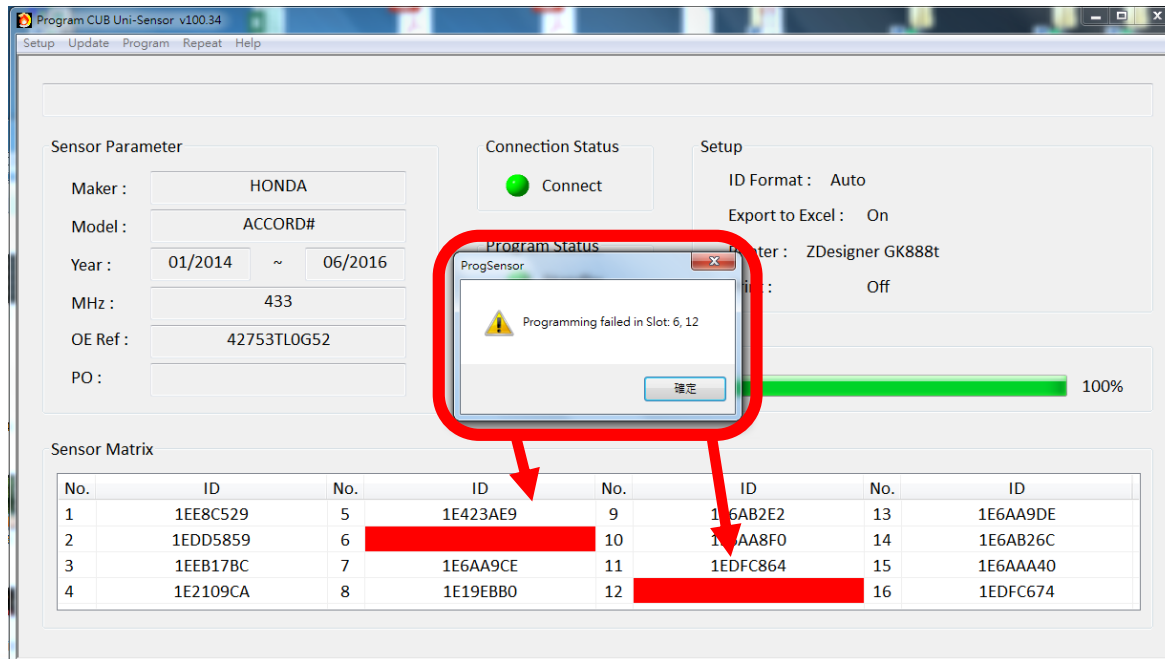 Program CUB Uni-Sensor v100.34
Setup Update Program Repeat Help
Sensor Parameter
Maker : HONDA
Model : ACCORD#
Year : 01/2014 ~ 06/2016
MHz : 433
OE Ref : 42753TL0G52
PO :
Connection Status
Connect
Program Status
Setup
ID Format : Auto
Export to Excel : On
ZDesigner GK888t
Off
ProgSensor
Programming failed in Slot: 6, 12
確定
100%
Sensor Matrix
No. ID No. ID No. ID No. ID
1 1EE8C529 5 1E423AE9 9 13 1E6AA9DE
2 1EDD5859 6 10 14 1E6AB26C
3 1EEB17BC 7 1E6AA9CE 11 1EDFC864 15 1E6AAA40
4 1E2109CA 8 1E19EBB0 12 16 1EDFC674